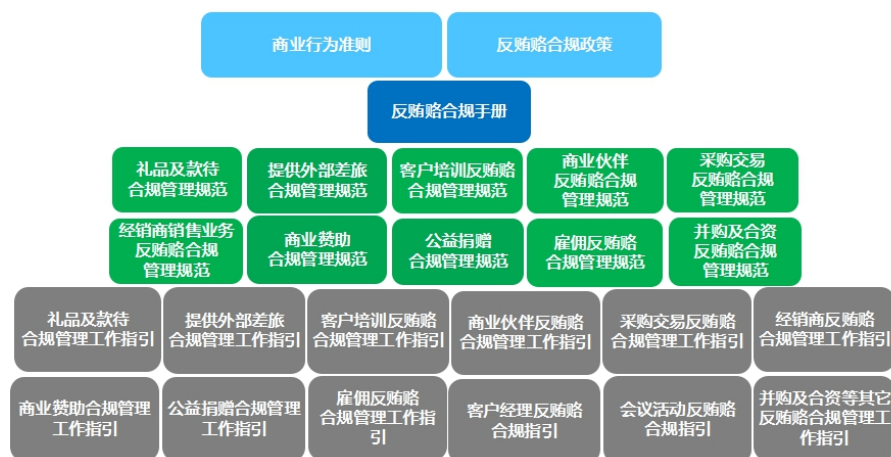 商业行为准则
反贿赂合规政策
反贿赂合规手册
礼品及款待
合规管理规范
提供外部差旅
合规管理规范
客户培训反贿赂
合规管理规范
商业伙伴
反贿赂合规
管理规范
采购交易
反贿赂合规
管理规范
经销商销售业务
反贿赂合规
管理规范
商业赞助
合规管理规范
公益捐赠
合规管理规范
雇佣反贿赂
合规管理规范
并购及合资
反贿赂合规
管理规范
礼品及款待
合规管理工作指引
提供外部差旅
合规管理工作指引
客户培训反贿赂
合规管理工作指引
商业伙伴反贿赂
合规管理工作指引
采购交易反贿赂
合规管理工作指引
经销商反贿赂
合规管理工作指引
商业赞助合规管理
工作指引
公益捐赠合规管理
工作指引
雇佣反贿赂
合规管理工作指
引
客户经理反贿赂
合规指引
会议活动反贿赂
合规指引
并购及合资等其它
反贿赂合规管理工
作指引